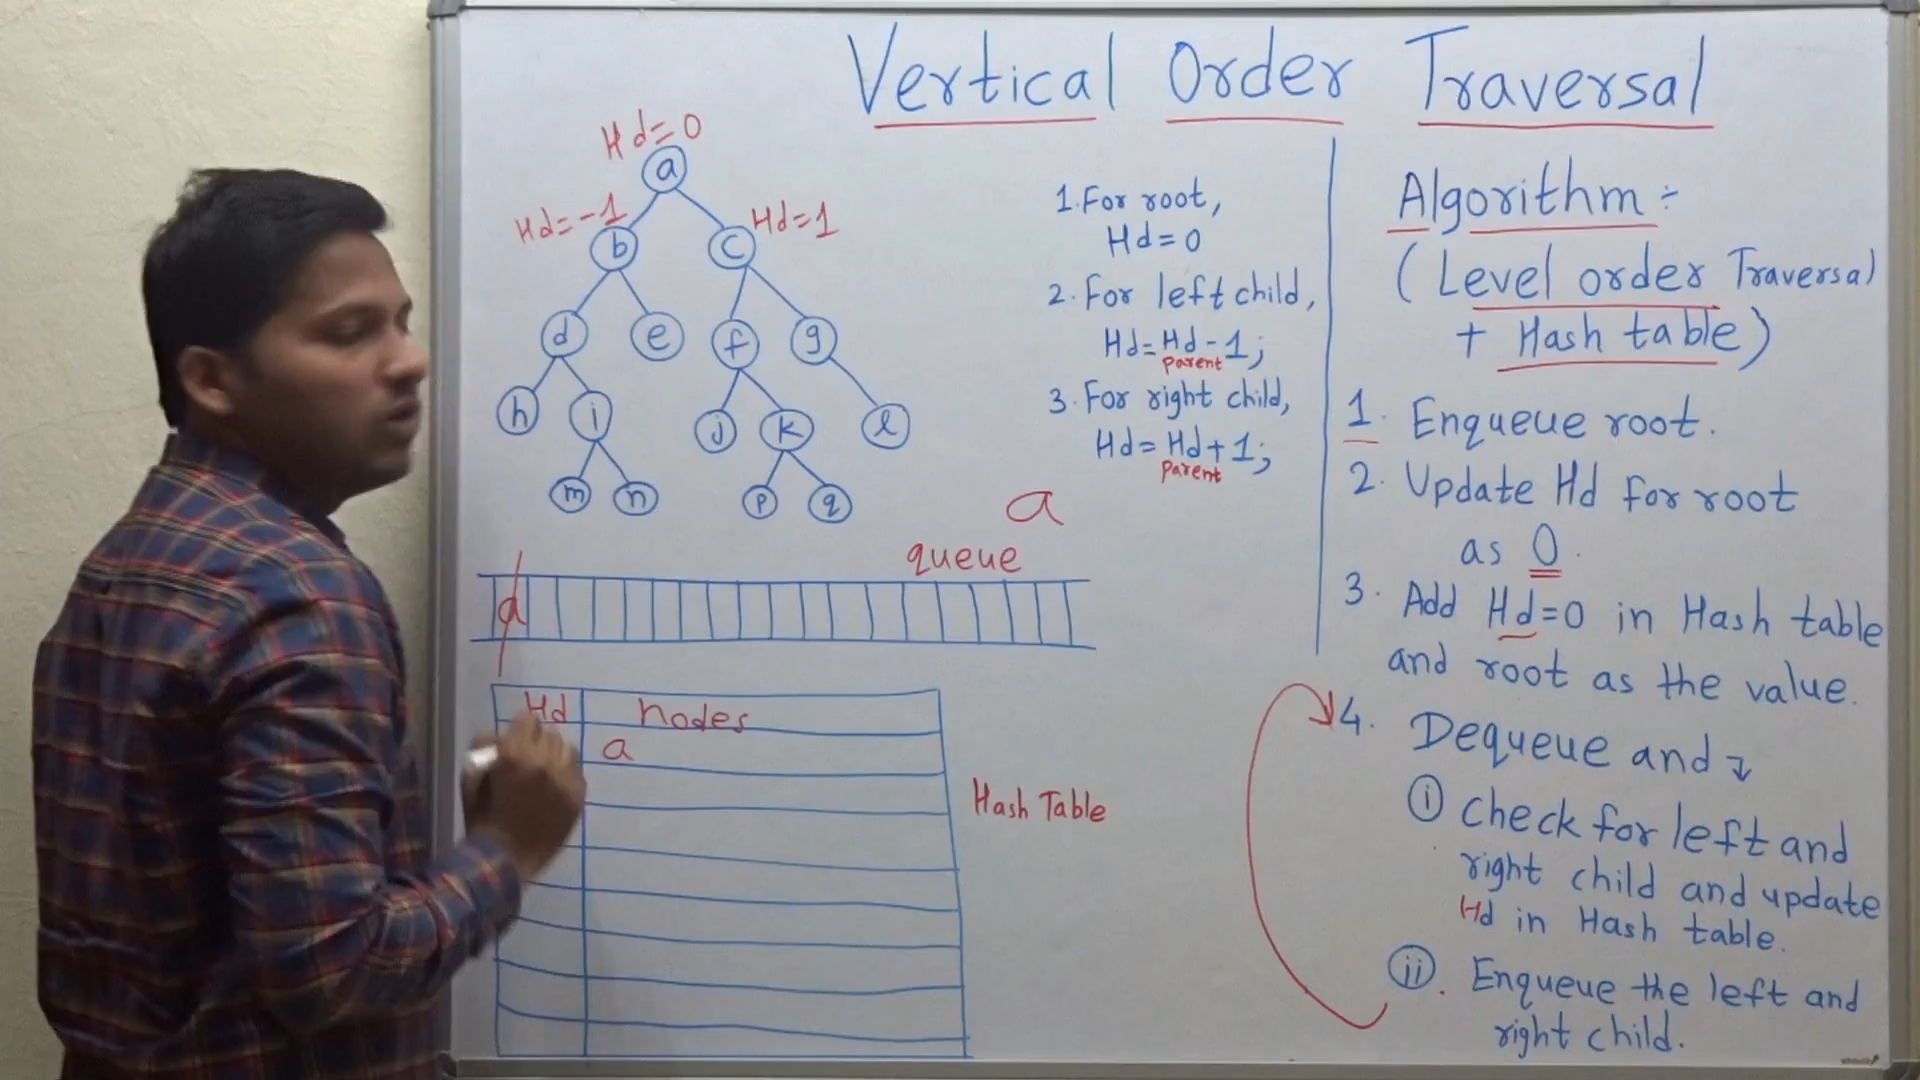 Vertical Order Traversal
Hd=0
a
Hd=-1
Hd=1
b
c
d
e
f
g
h
i
j
k
l
m
n
p
q
1. For root,
Hd=0
2. For left child,
Hd=Hd-1;
parent
3. For right child,
Hd=Hd+1;
parent
a
queue
a
Hd nodes
a
Hash Table
Algorithm:-
(Level order Traversal
+ Hash table)
1. Enqueue root.
2. Update Hd for root
as 0.
3. Add Hd=0 in Hash table
and root as the value.
4. Dequeue and ↴
(i) Check for left and
right child and update
Hd in Hash table.
(ii). Enqueue the left and
right child.